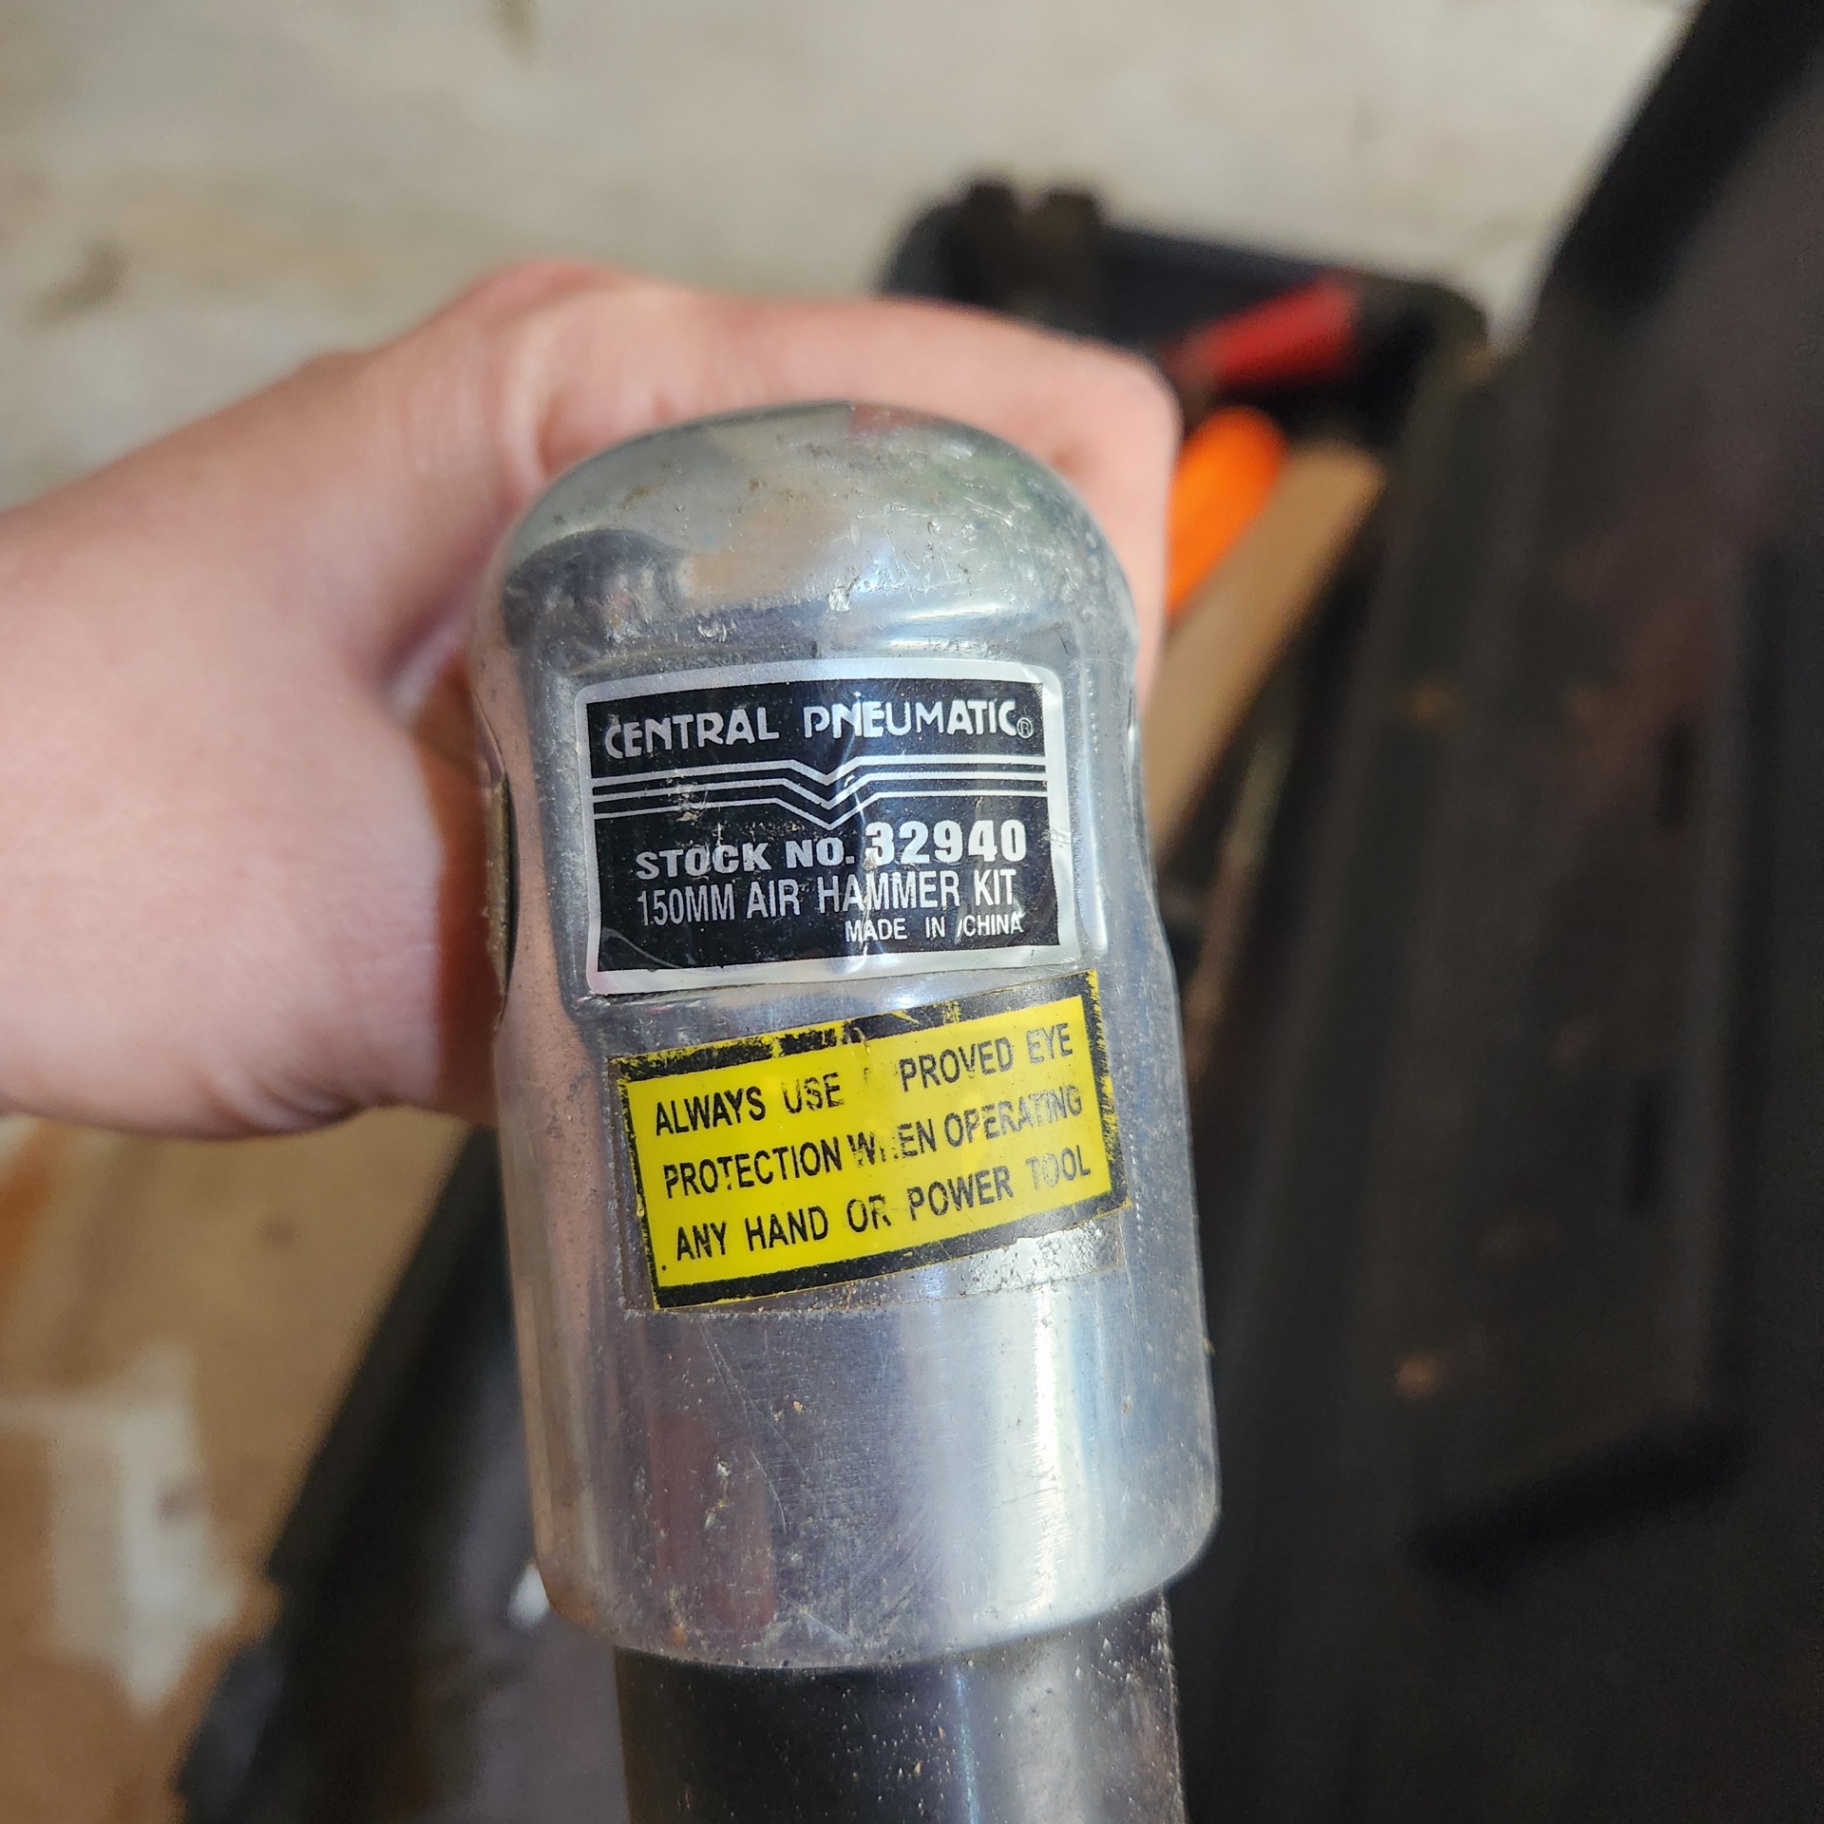 CENTRAL PNEUMATIC®
STOCK NO. 32940
150MM AIR HAMMER KIT
MADE IN CHINA
ALWAYS USE PROVED EYE
PROTECTION WHEN OPERATING
ANY HAND OR POWER TOOL